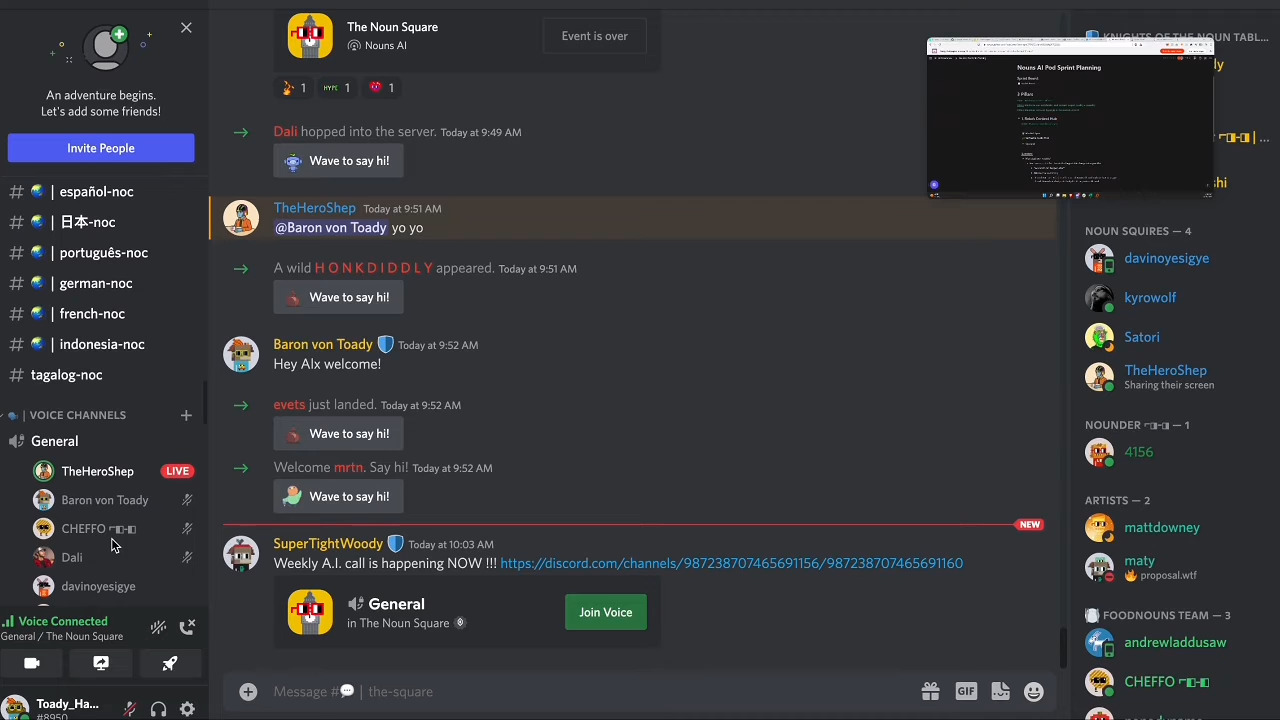 An adventure begins.
Let's add some friends!
Invite People
# | español-noc
# | 日本-noc
# | português-noc
# | german-noc
# | french-noc
# | indonesia-noc
# tagalog-noc
| VOICE CHANNELS
General
TheHeroShep LIVE
Baron von Toady
CHEFFO
Dali
davinoyesigye
Voice Connected
General / The Noun Square
Toady_Ha...
#8950
The Noun Square
Nouns AI
Event is over
1 1 1
Dali hopped into the server. Today at 9:49 AM
Wave to say hi!
TheHeroShep Today at 9:51 AM
@Baron von Toady yo yo
A wild H O N K D I D D L Y appeared. Today at 9:51 AM
Wave to say hi!
Baron von Toady Today at 9:52 AM
Hey Alx welcome!
evets just landed. Today at 9:52 AM
Wave to say hi!
Welcome mrtn. Say hi! Today at 9:52 AM
Wave to say hi!
NEW
SuperTightWoody Today at 10:03 AM
Weekly A.I. call is happening NOW !!! https://discord.com/channels/987238707465691156/987238707465691160
General
in The Noun Square
Join Voice
Message # | the-square
GIF
KNIGHTS OF THE NOUN TABL...
Nouns AI Pod Sprint Planning
3 Pillars
NOUN SQUIRES — 4
davinoyesigye
kyrowolf
Satori
TheHeroShep
Sharing their screen
NOUNDER — 1
4156
ARTISTS — 2
mattdowney
maty
proposal.wtf
FOODNOUNS TEAM — 3
andrewladdusaw
CHEFFO